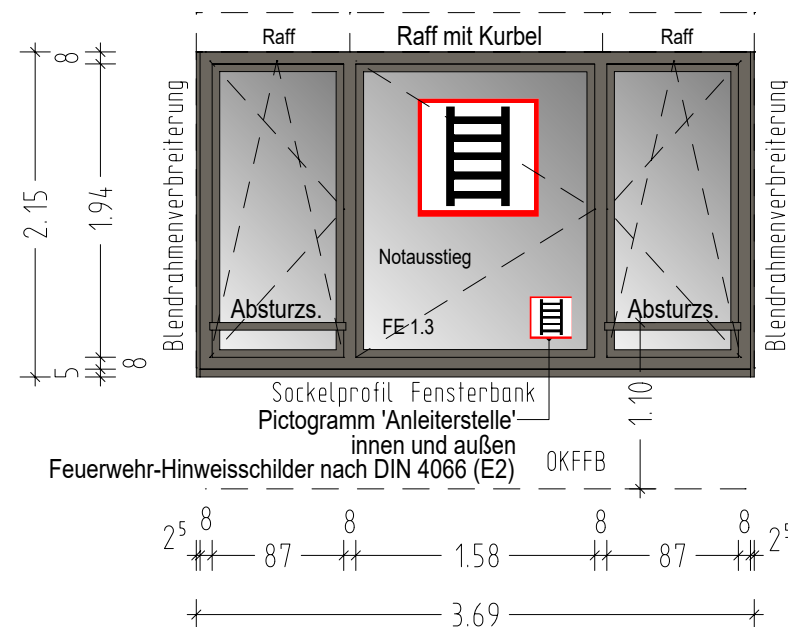 Raff
Raff mit Kurbel
Raff
8
Blendrahmenverbreiterung
Blendrahmenverbreiterung
2.15
1.94
Notausstieg
Absturzs.
FE 1.3
Absturzs.
5
8
Sockelprofil Fensterbank
1.10
Pictogramm 'Anleiterstelle'
innen und außen
Feuerwehr-Hinweisschilder nach DIN 4066 (E2)
OKFFB
2⁵ 8 87 8 1.58 8 87 8 2⁵
3.69